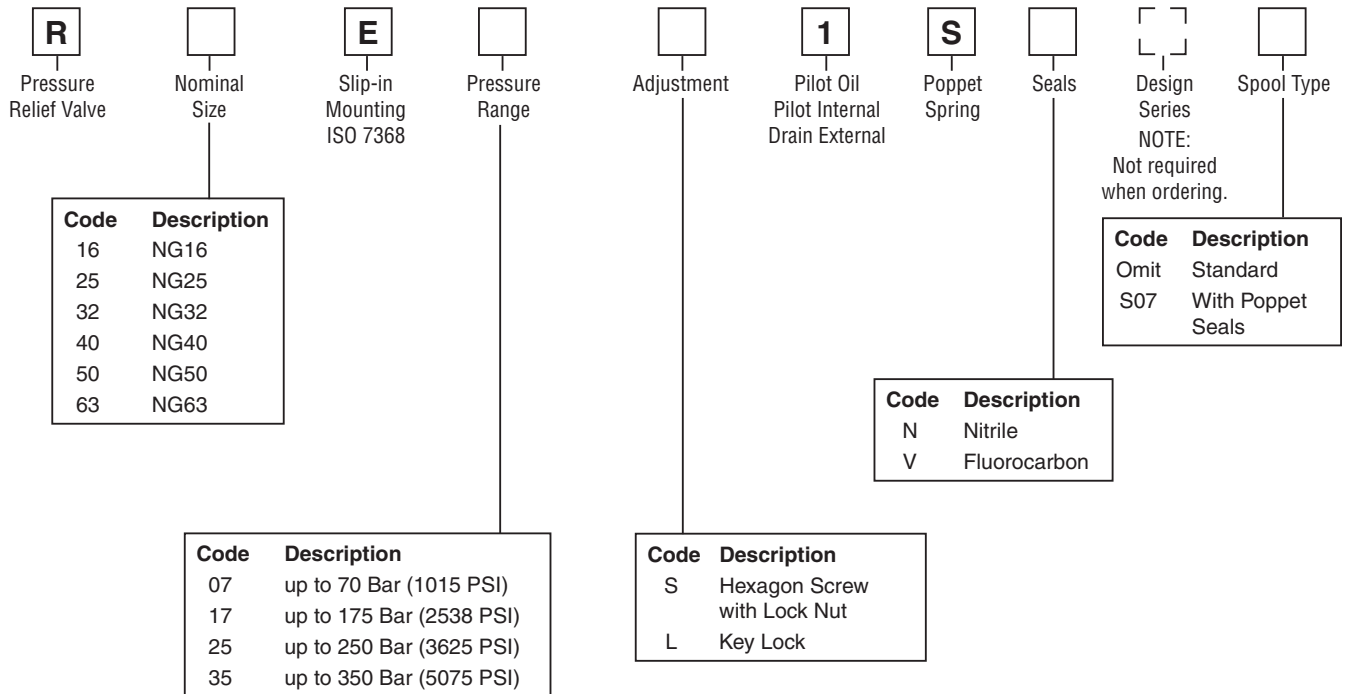 R
E
1
S
Pressure
Relief Valve
Nominal
Size
Slip-in
Mounting
ISO 7368
Pressure
Range
Adjustment
Pilot Oil
Pilot Internal
Drain External
Poppet
Spring
Seals
Design
Series
NOTE:
Not required
when ordering.
Spool Type
Code Description
16 NG16
25 NG25
32 NG32
40 NG40
50 NG50
63 NG63
Code Description
Omit Standard
S07 With Poppet
Seals
Code Description
N Nitrile
V Fluorocarbon
Code Description
07 up to 70 Bar (1015 PSI)
17 up to 175 Bar (2538 PSI)
25 up to 250 Bar (3625 PSI)
35 up to 350 Bar (5075 PSI)
Code Description
S Hexagon Screw
with Lock Nut
L Key Lock